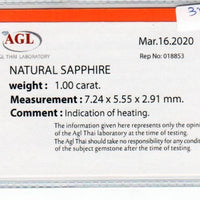 AGL
Mar.16.2020
AGL THAI LABORATORY
Rep No: 018853
NATURAL SAPPHIRE
weight : 1.00 carat.
Measurement : 7.24 x 5.55 x 2.91 mm.
Comment : Indication of heating.
The information given here represents only the opinion
of the AGL Thai laboratory at the time of testing.
The Agl Thai should take no responsibility for any condition
of the subject gemstone after the time of testing.